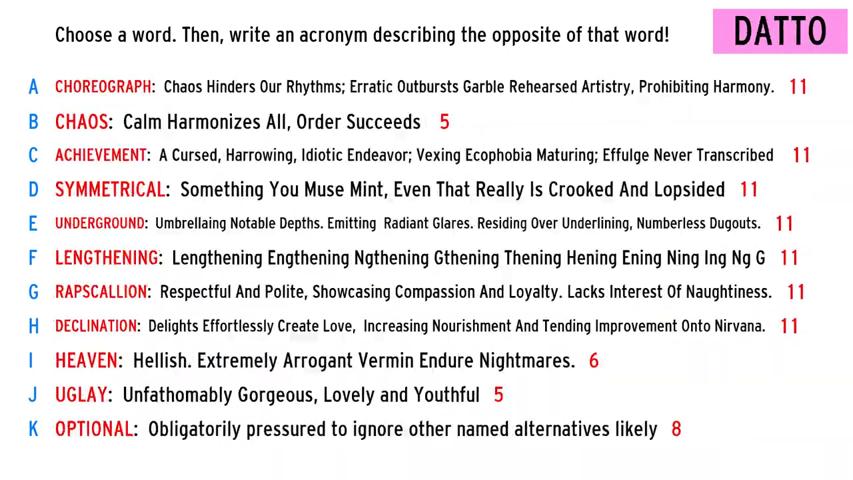 Choose a word. Then, write an acronym describing the opposite of that word!
DATTO
A CHOREOGRAPH: Chaos Hinders Our Rhythms; Erratic Outbursts Garble Rehearsed Artistry, Prohibiting Harmony. 11
B CHAOS: Calm Harmonizes All, Order Succeeds 5
C ACHIEVEMENT: A Cursed, Harrowing, Idiotic Endeavor; Vexing Ecophobia Maturing; Effulge Never Transcribed 11
D SYMMETRICAL: Something You Muse Mint, Even That Really Is Crooked And Lopsided 11
E UNDERGROUND: Umbrellaing Notable Depths. Emitting Radiant Glares. Residing Over Underlining, Numberless Dugouts. 11
F LENGTHENING: Lengthening Engthening Ngthening Gthening Thening Hening Ening Ning Ing Ng G 11
G RAPSCALLION: Respectful And Polite, Showcasing Compassion And Loyalty. Lacks Interest Of Naughtiness. 11
H DECLINATION: Delights Effortlessly Create Love, Increasing Nourishment And Tending Improvement Onto Nirvana. 11
I HEAVEN: Hellish. Extremely Arrogant Vermin Endure Nightmares. 6
J UGLAY: Unfathomably Gorgeous, Lovely and Youthful 5
K OPTIONAL: Obligatorily pressured to ignore other named alternatives likely 8